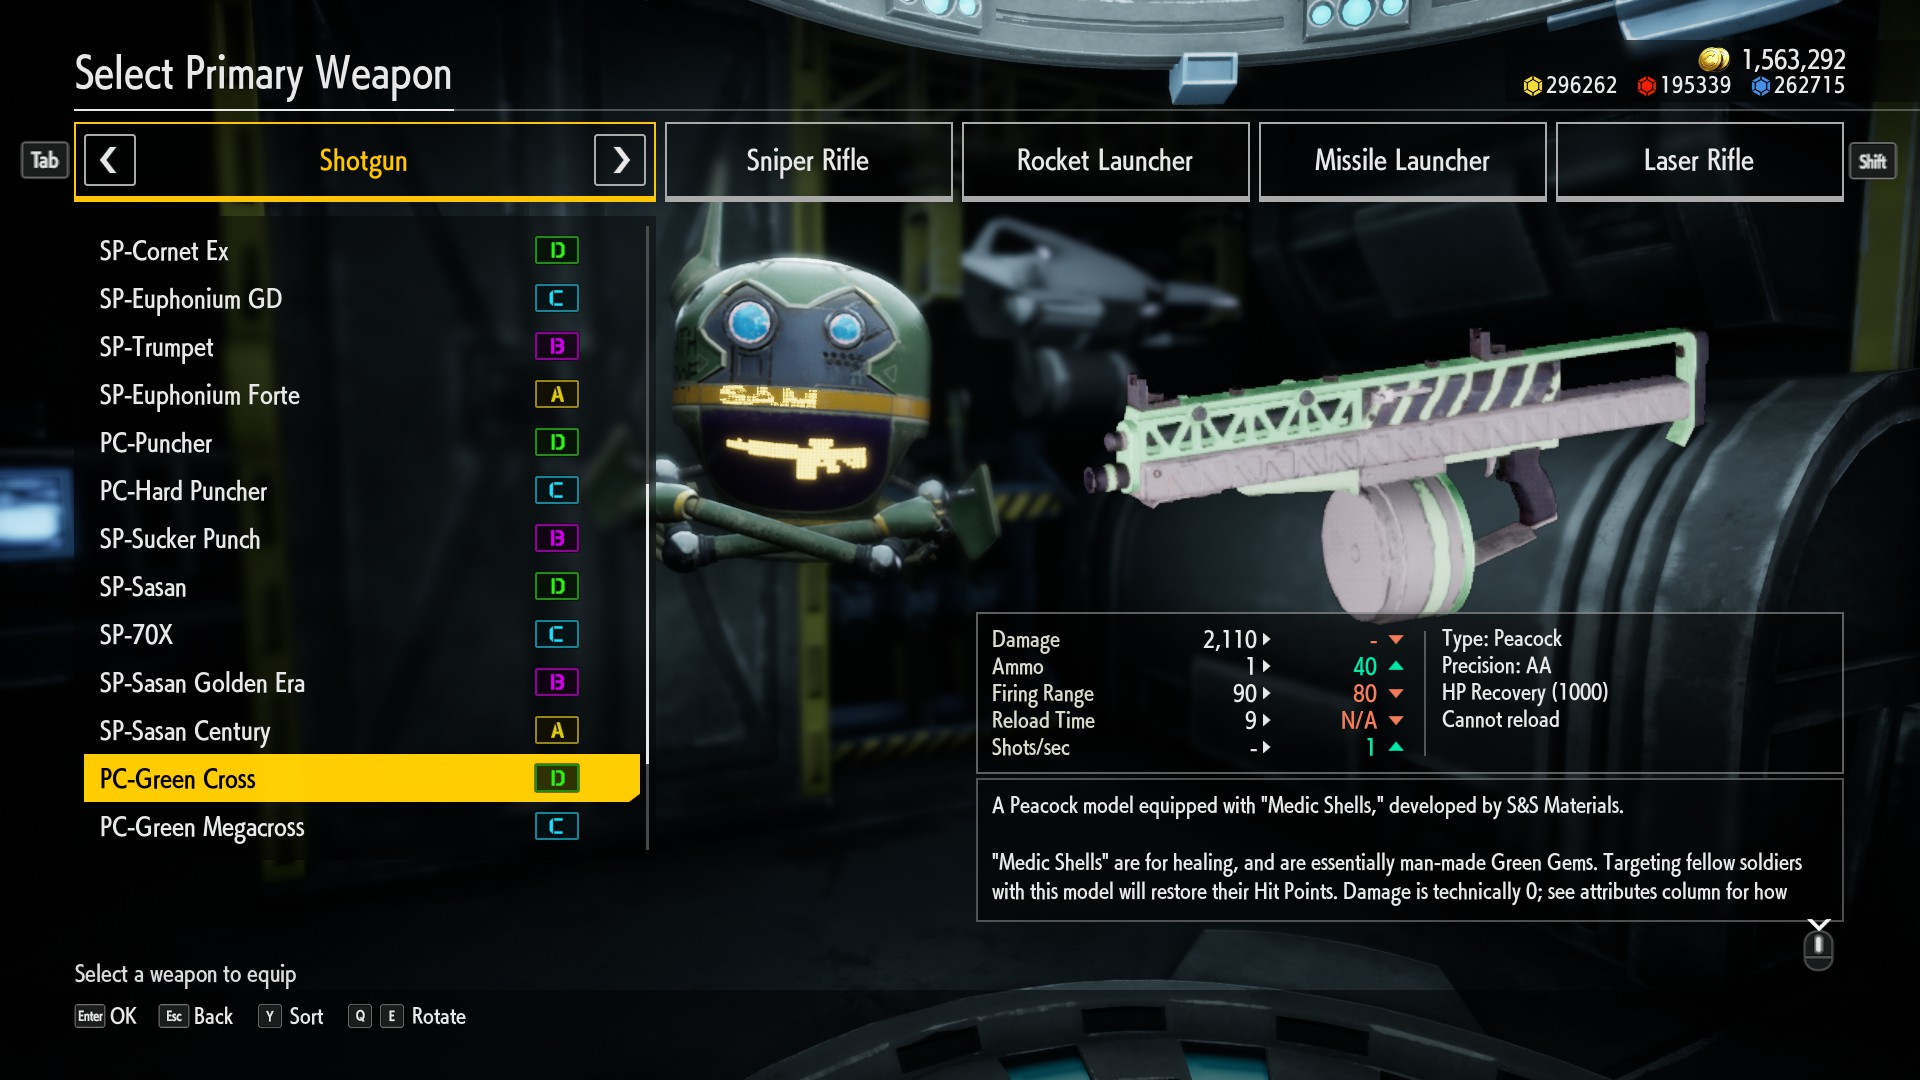 Select Primary Weapon
1,563,292
296262 195339 262715
Tab
Shotgun
Sniper Rifle
Rocket Launcher
Missile Launcher
Laser Rifle
Shift
SP-Cornet Ex D
SP-Euphonium GD C
SP-Trumpet B
SP-Euphonium Forte A
PC-Puncher D
PC-Hard Puncher C
SP-Sucker Punch B
SP-Sasan D
SP-70X C
SP-Sasan Golden Era B
SP-Sasan Century A
PC-Green Cross D
PC-Green Megacross C
SAM
Damage 2,110 -
Ammo 1 40
Firing Range 90 80
Reload Time 9 N/A
Shots/sec - 1
Type: Peacock
Precision: AA
HP Recovery (1000)
Cannot reload
A Peacock model equipped with "Medic Shells," developed by S&S Materials.
"Medic Shells" are for healing, and are essentially man-made Green Gems. Targeting fellow soldiers
with this model will restore their Hit Points. Damage is technically 0; see attributes column for how
Select a weapon to equip
Enter OK Esc Back Y Sort Q E Rotate